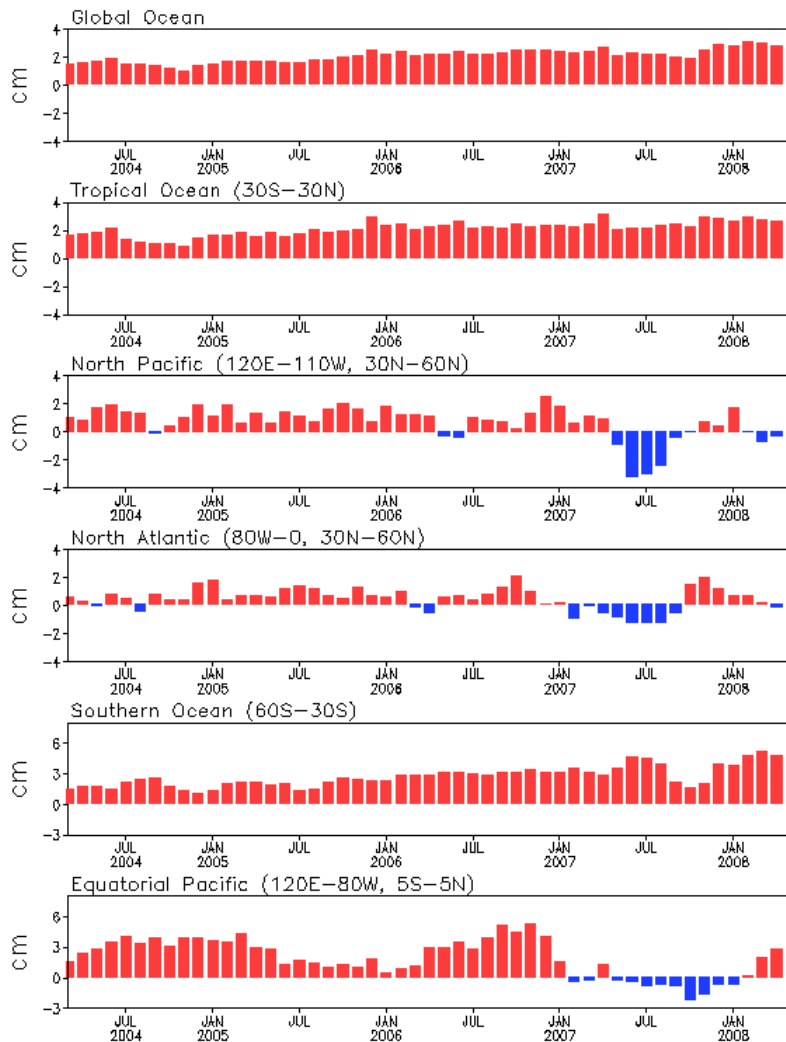 Global Ocean
4
2
0
-2
-4
cm
JUL JAN JUL JAN JUL JAN JUL JAN
2004 2005 2006 2007 2008
Tropical Ocean (30S-30N)
4
2
0
-2
-4
cm
JUL JAN JUL JAN JUL JAN JUL JAN
2004 2005 2006 2007 2008
North Pacific (120E-110W, 30N-60N)
4
2
0
-2
-4
cm
JUL JAN JUL JAN JUL JAN JUL JAN
2004 2005 2006 2007 2008
North Atlantic (80W-0, 30N-60N)
4
2
0
-2
-4
cm
JUL JAN JUL JAN JUL JAN JUL JAN
2004 2005 2006 2007 2008
Southern Ocean (60S-30S)
6
3
0
-3
cm
JUL JAN JUL JAN JUL JAN JUL JAN
2004 2005 2006 2007 2008
Equatorial Pacific (120E-80W, 5S-5N)
6
3
0
-3
cm
JUL JAN JUL JAN JUL JAN JUL JAN
2004 2005 2006 2007 2008